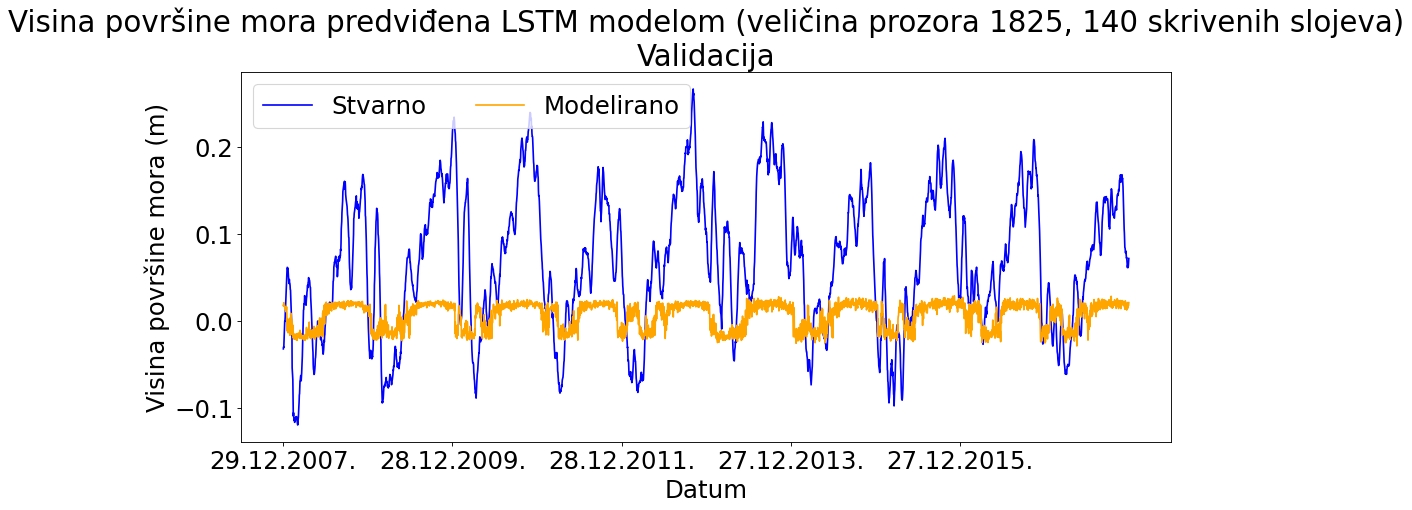 Visina površine mora predviđena LSTM modelom (veličina prozora 1825, 140 skrivenih slojeva)
Validacija
Stvarno
Modelirano
Visina površine mora (m)
0.2
0.1
0.0
−0.1
29.12.2007.
28.12.2009.
28.12.2011.
27.12.2013.
27.12.2015.
Datum